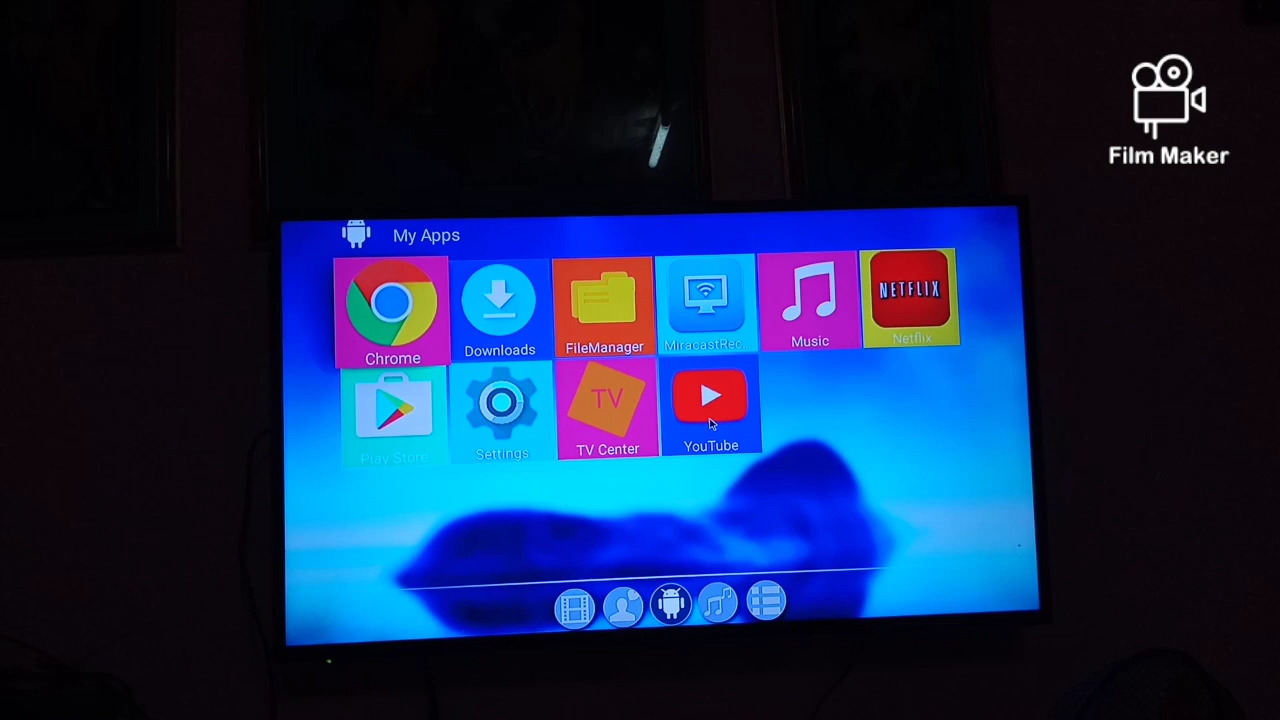 Film Maker
My Apps
Chrome
Downloads
FileManager
MiracastRec...
Music
NETFLIX
Netflix
Play Store
Settings
TV
TV Center
YouTube